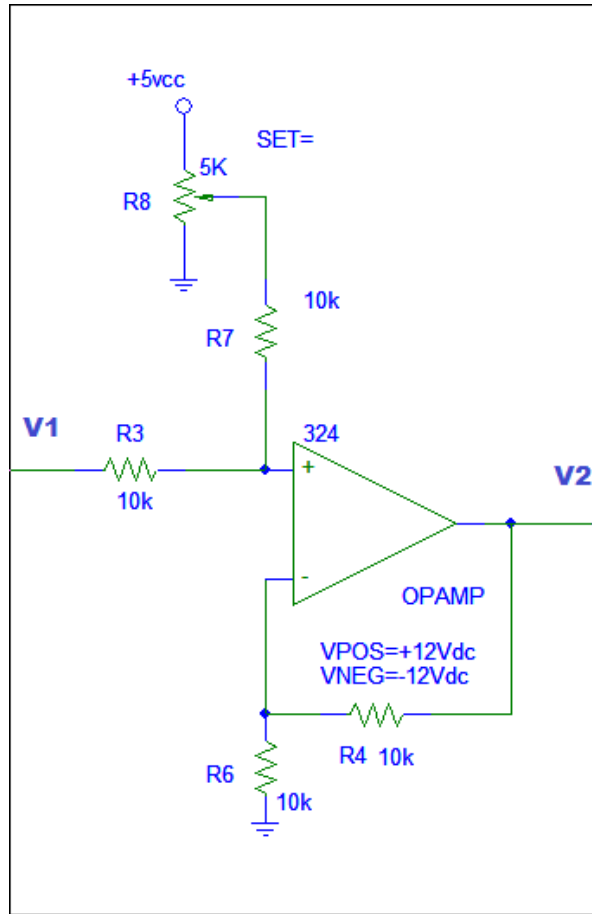 +5vcc
SET=
5K
R8
10k
R7
V1
R3
324
+
10k
V2
-
OPAMP
VPOS=+12Vdc
VNEG=-12Vdc
R4 10k
R6
10k